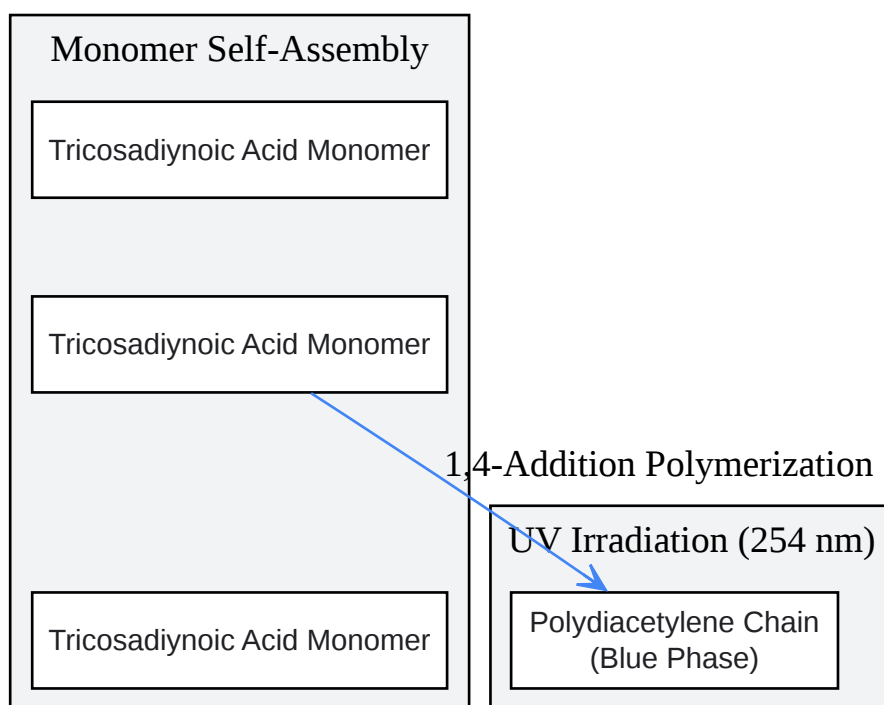 Monomer Self-Assembly
Tricosadiynoic Acid Monomer
Tricosadiynoic Acid Monomer
1,4-Addition Polymerization
UV Irradiation (254 nm)
Tricosadiynoic Acid Monomer
Polydiacetylene Chain
(Blue Phase)